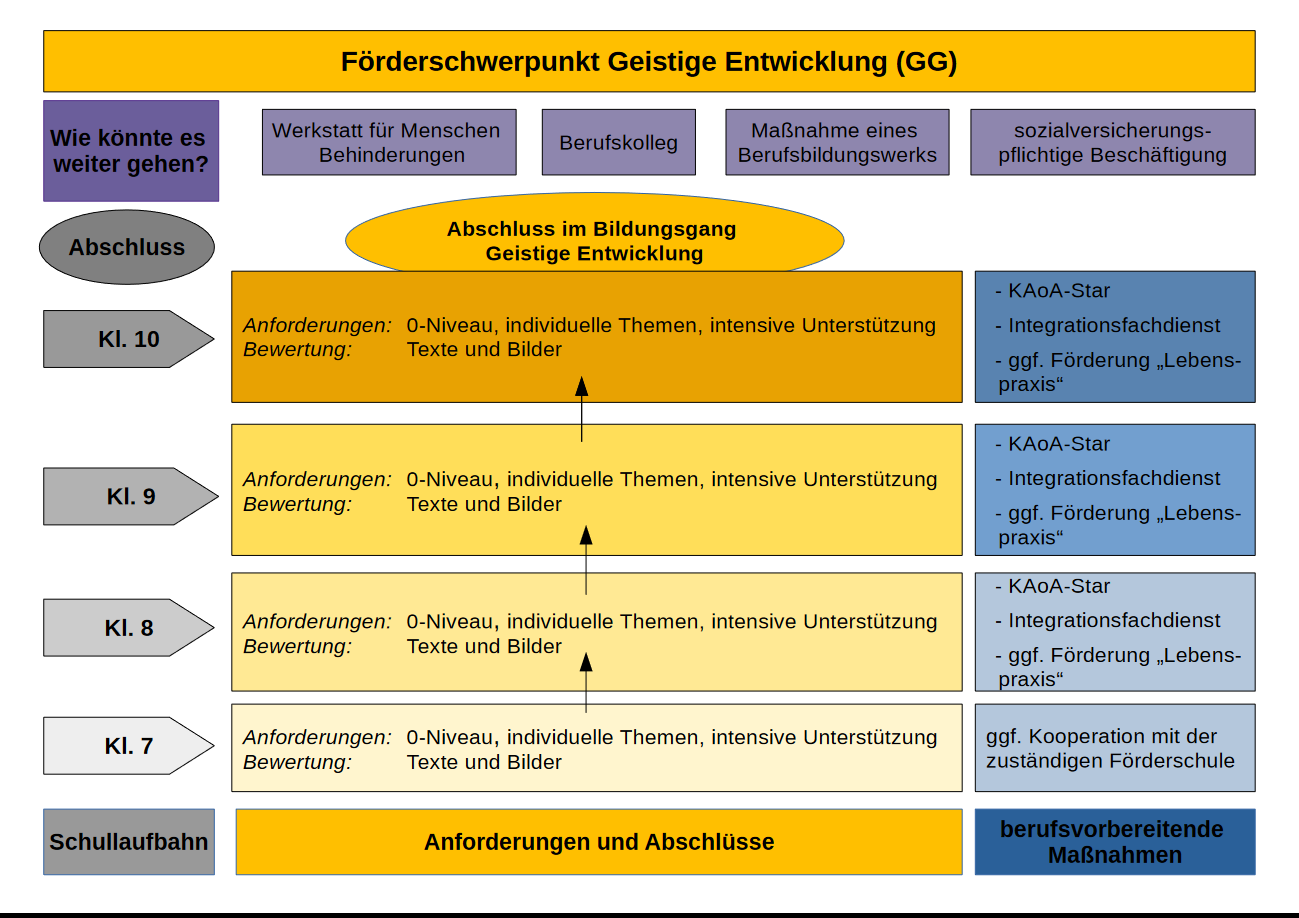 Förderschwerpunkt Geistige Entwicklung (GG)
Wie könnte es
weiter gehen?
Werkstatt für Menschen
Behinderungen
Berufskolleg
Maßnahme eines
Berufsbildungswerks
sozialversicherungs-
pflichtige Beschäftigung
Abschluss
Abschluss im Bildungsgang
Geistige Entwicklung
Kl. 10
Anforderungen: 0-Niveau, individuelle Themen, intensive Unterstützung
Bewertung: Texte und Bilder
- KAoA-Star
- Integrationsfachdienst
- ggf. Förderung „Lebens-
praxis“
Kl. 9
Anforderungen: 0-Niveau, individuelle Themen, intensive Unterstützung
Bewertung: Texte und Bilder
- KAoA-Star
- Integrationsfachdienst
- ggf. Förderung „Lebens-
praxis“
Kl. 8
Anforderungen: 0-Niveau, individuelle Themen, intensive Unterstützung
Bewertung: Texte und Bilder
- KAoA-Star
- Integrationsfachdienst
- ggf. Förderung „Lebens-
praxis“
Kl. 7
Anforderungen: 0-Niveau, individuelle Themen, intensive Unterstützung
Bewertung: Texte und Bilder
ggf. Kooperation mit der
zuständigen Förderschule
Schullaufbahn
Anforderungen und Abschlüsse
berufsvorbereitende
Maßnahmen